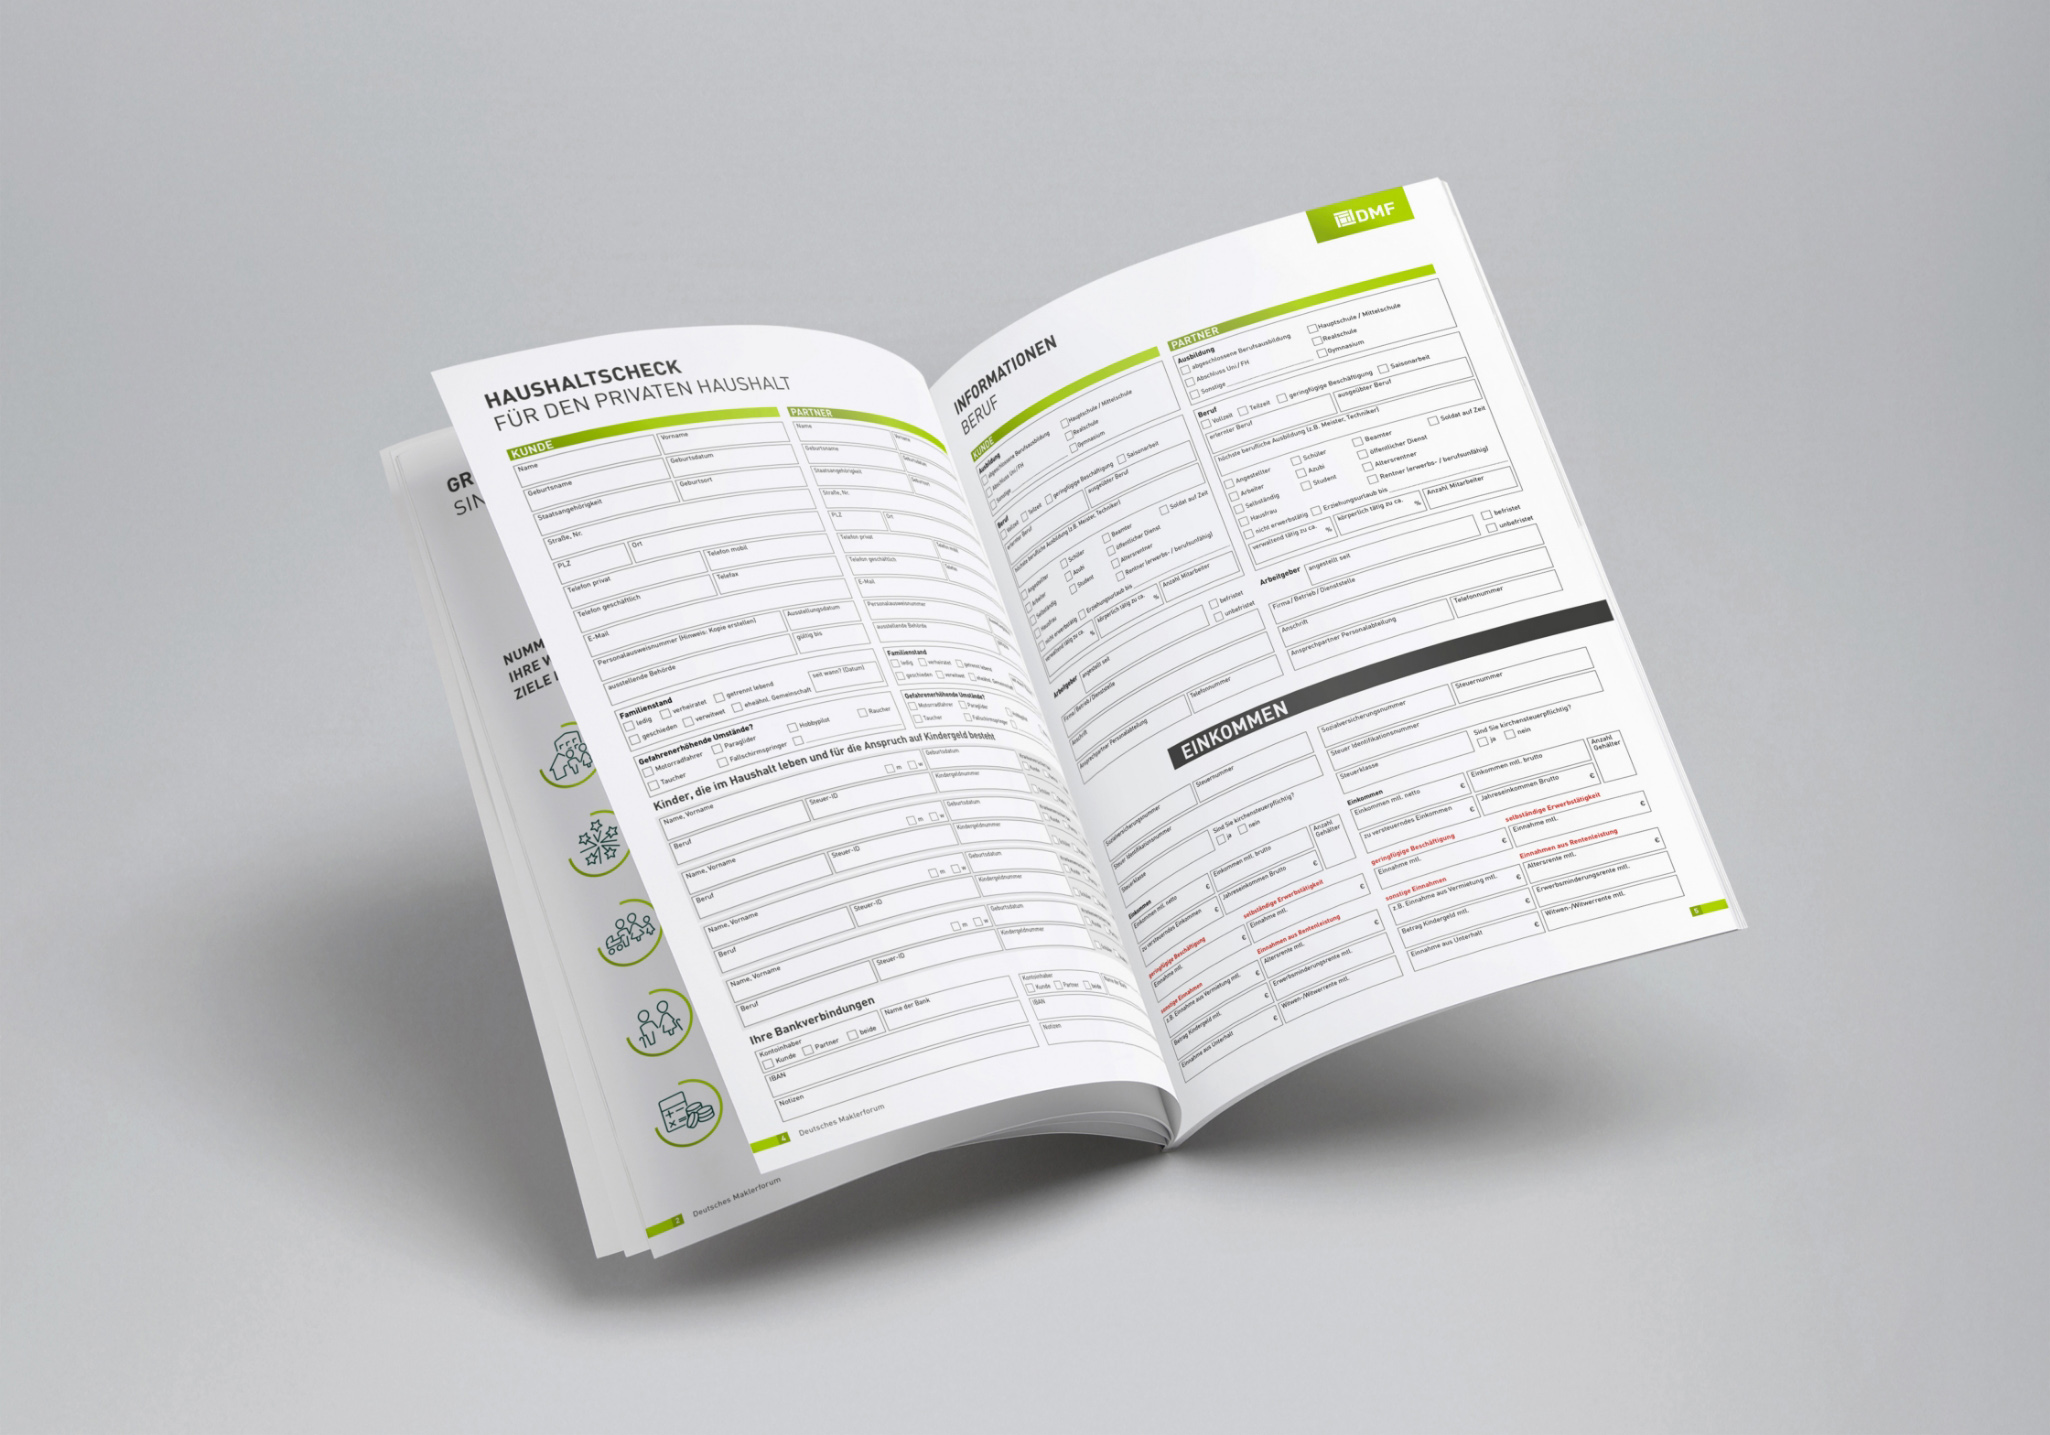 HAUSHALTSCHECK
FÜR DEN PRIVATEN HAUSHALT
KUNDE
Name
Vorname
Geburtsname
Geburtsdatum
Staatsangehörigkeit
Geburtsort
Straße, Nr.
PLZ
Ort
Telefon privat
Telefon mobil
Telefon geschäftlich
Telefax
E-Mail
Personalausweisnummer (Hinweis: Kopie erstellen)
Ausstellungsdatum
ausstellende Behörde
gültig bis
Familienstand
ledig verheiratet getrennt lebend
seit wann? (Datum)
geschieden verwitwet eheähnl. Gemeinschaft
Gefahrenerhöhende Umstände?
Motorradfahrer Paraglider Hobbypilot Raucher
Taucher Fallschirmspringer
PARTNER
Name
Geburtsname
Staatsangehörigkeit
Straße, Nr.
PLZ
Ort
Telefon privat
Telefon geschäftlich
E-Mail
Personalausweisnummer
ausstellende Behörde
Familienstand
ledig verheiratet getrennt lebend
geschieden verwitwet
Gefahrenerhöhende Umstände?
Motorradfahrer Paraglider
Taucher Fallschirmspringer
Kinder, die im Haushalt leben und für die Anspruch auf Kindergeld besteht
Name, Vorname
Steuer-ID
m w
Geburtsdatum
Beruf
Kindergeldnummer
Name, Vorname
Steuer-ID
m w
Geburtsdatum
Beruf
Kindergeldnummer
Name, Vorname
Steuer-ID
m w
Geburtsdatum
Beruf
Kindergeldnummer
Name, Vorname
Steuer-ID
m w
Geburtsdatum
Beruf
Kindergeldnummer
Ihre Bankverbindungen
Kontoinhaber
Kunde Partner beide
Name der Bank
IBAN
Notizen
Kontoinhaber
Kunde Partner beide
IBAN
Notizen
4 Deutsches Maklerforum
GR
SIN
NUMM
IHRE W
ZIELE
2 Deutsches Maklerforum
DMF
INFORMATIONEN
BERUF
KUNDE
Ausbildung
abgeschlossene Berufsausbildung
Abschluss Uni / FH
Sonstige
Hauptschule / Mittelschule
Realschule
Gymnasium
Beruf
Vollzeit Teilzeit geringfügige Beschäftigung Saisonarbeit
erlernter Beruf
ausgeübter Beruf
höchste berufliche Ausbildung (z.B. Meister, Techniker)
Angestellter
Arbeiter
Selbständig
Hausfrau
Schüler
Azubi
Student
Beamter
öffentlicher Dienst
Altersrentner
Rentner (erwerbs- / berufsunfähig)
Soldat auf Zeit
nicht erwerbstätig Erziehungsurlaub bis
verwaltend tätig zu ca. %
körperlich tätig zu ca. %
Anzahl Mitarbeiter
Arbeitgeber
angestellt seit
befristet
unbefristet
Firma / Betrieb / Dienststelle
Anschrift
Ansprechpartner Personalabteilung
Telefonnummer
PARTNER
Ausbildung
abgeschlossene Berufsausbildung
Abschluss Uni / FH
Sonstige
Hauptschule / Mittelschule
Realschule
Gymnasium
Beruf
Vollzeit Teilzeit geringfügige Beschäftigung Saisonarbeit
erlernter Beruf
ausgeübter Beruf
höchste berufliche Ausbildung (z.B. Meister, Techniker)
Angestellter
Arbeiter
Selbständig
Hausfrau
Schüler
Azubi
Student
Beamter
öffentlicher Dienst
Altersrentner
Rentner (erwerbs- / berufsunfähig)
Soldat auf Zeit
nicht erwerbstätig Erziehungsurlaub bis
verwaltend tätig zu ca. %
körperlich tätig zu ca. %
Anzahl Mitarbeiter
Arbeitgeber
angestellt seit
befristet
unbefristet
Firma / Betrieb / Dienststelle
Anschrift
Ansprechpartner Personalabteilung
Telefonnummer
EINKOMMEN
Sozialversicherungsnummer
Steuernummer
Steuer Identifikationsnummer
Steuerklasse
Sind Sie kirchensteuerpflichtig?
ja nein
Einkommen
Einkommen mtl. netto €
Einkommen mtl. brutto
Anzahl Gehälter
zu versteuerndes Einkommen €
Jahreseinkommen Brutto €
geringfügige Beschäftigung
Einnahme mtl. €
selbständige Erwerbstätigkeit
Einnahme mtl. €
sonstige Einnahmen
z.B. Einnahme aus Vermietung mtl. €
Betrag Kindergeld mtl. €
Einnahme aus Unterhalt €
Einnahmen aus Rentenleistung
Altersrente mtl. €
Erwerbsminderungsrente mtl.
Witwen-/Witwerrente mtl.
Sozialversicherungsnummer
Steuernummer
Steuer Identifikationsnummer
Steuerklasse
Sind Sie kirchensteuerpflichtig?
ja nein
Einkommen
Einkommen mtl. netto €
Einkommen mtl. brutto
Anzahl Gehälter
zu versteuerndes Einkommen €
Jahreseinkommen Brutto €
geringfügige Beschäftigung
Einnahme mtl. €
selbständige Erwerbstätigkeit
Einnahme mtl. €
sonstige Einnahmen
z.B. Einnahme aus Vermietung mtl. €
Betrag Kindergeld mtl. €
Einnahme aus Unterhalt €
Einnahmen aus Rentenleistung
Altersrente mtl. €
Erwerbsminderungsrente mtl.
Witwen-/Witwerrente mtl.
5